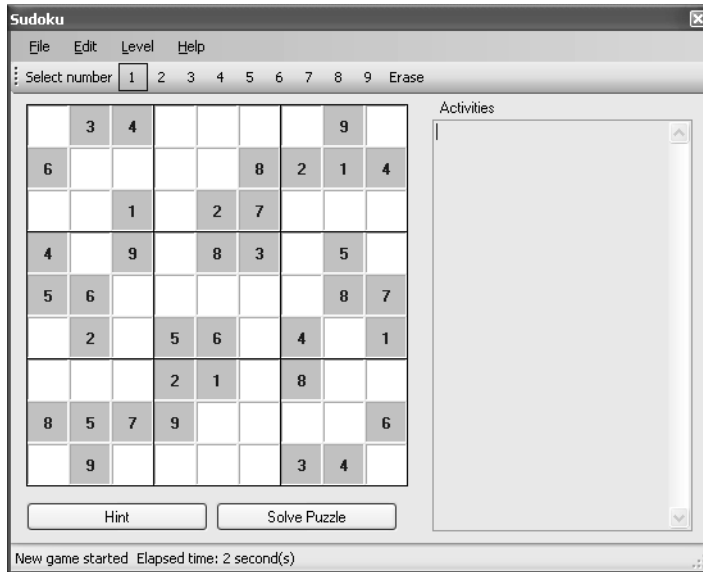 Sudoku
File Edit Level Help
Select number 1 2 3 4 5 6 7 8 9 Erase
Activities
3 4 9
6 8 2 1 4
1 2 7
4 9 8 3 5
5 6 8 7
2 5 6 4 1
2 1 8
8 5 7 9 6
9 3 4
Hint Solve Puzzle
New game started Elapsed time: 2 second(s)